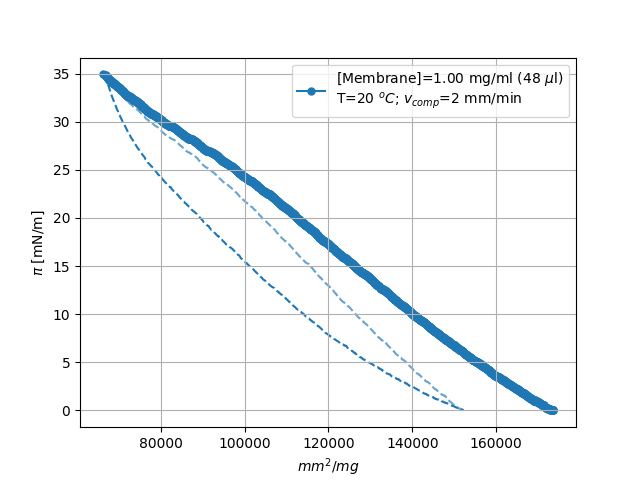 [Membrane]=1.00 mg/ml (48 μl)
T=20 °C; v_comp=2 mm/min
π [mN/m]
35
30
25
20
15
10
5
0
80000 100000 120000 140000 160000
mm²/mg